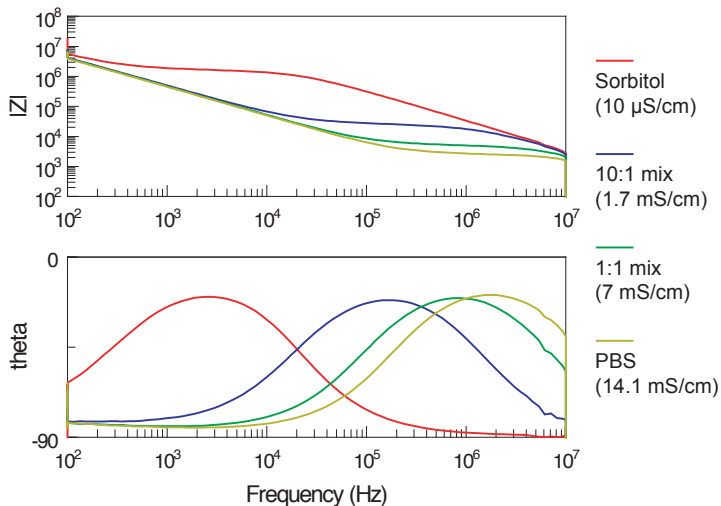 10^8
10^7
10^6
10^5
10^4
10^3
10^2
|Z|
10^2 10^3 10^4 10^5 10^6 10^7
Sorbitol
(10 µS/cm)
10:1 mix
(1.7 mS/cm)
1:1 mix
(7 mS/cm)
PBS
(14.1 mS/cm)
0
theta
-90
10^2 10^3 10^4 10^5 10^6 10^7
Frequency (Hz)